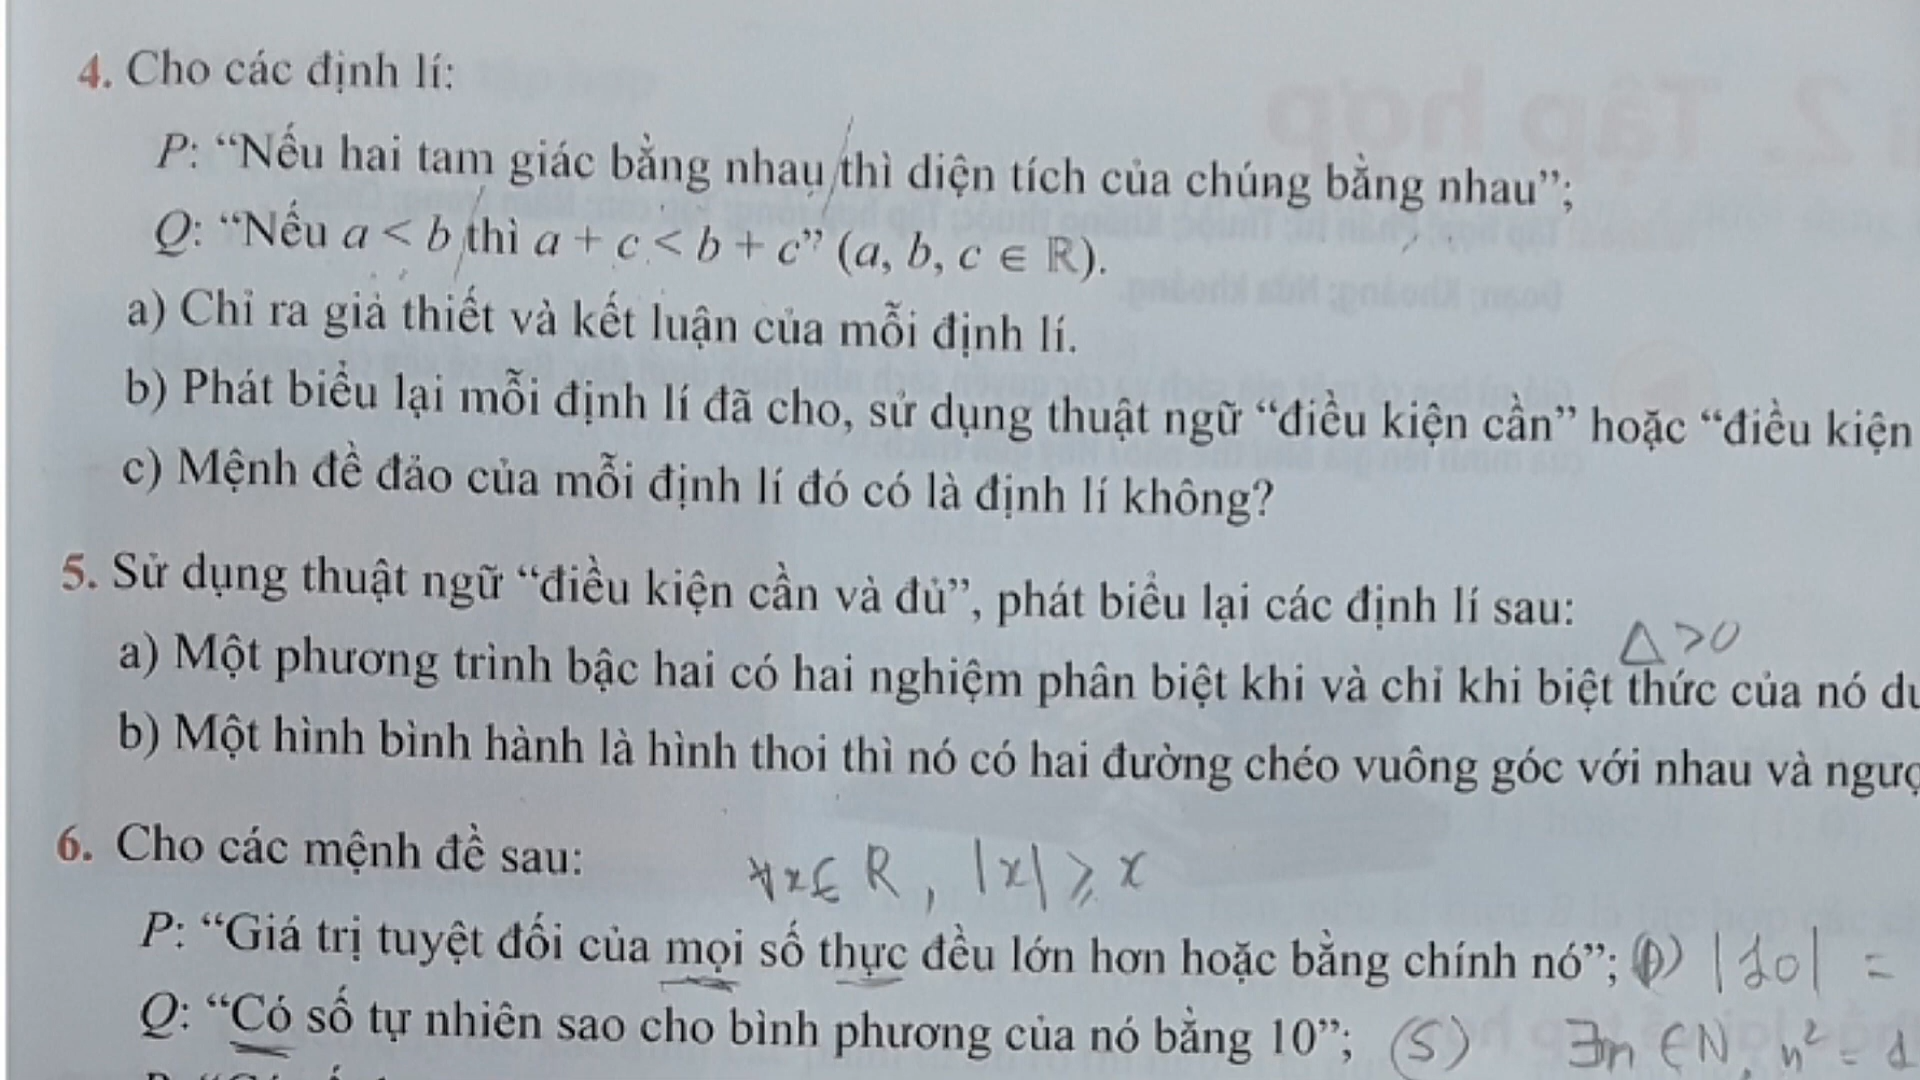 4. Cho các định lí:
P: “Nếu hai tam giác bằng nhau thì diện tích của chúng bằng nhau”;
Q: “Nếu a < b thì a + c < b + c” (a, b, c ∈ ℝ).
a) Chỉ ra giả thiết và kết luận của mỗi định lí.
b) Phát biểu lại mỗi định lí đã cho, sử dụng thuật ngữ “điều kiện cần” hoặc “điều kiện
c) Mệnh đề đảo của mỗi định lí đó có là định lí không?
5. Sử dụng thuật ngữ “điều kiện cần và đủ”, phát biểu lại các định lí sau:
Δ > 0
a) Một phương trình bậc hai có hai nghiệm phân biệt khi và chỉ khi biệt thức của nó
b) Một hình bình hành là hình thoi thì nó có hai đường chéo vuông góc với nhau và
6. Cho các mệnh đề sau:
∀x ∈ R, |x| ⩾ x
P: “Giá trị tuyệt đối của mọi số thực đều lớn hơn hoặc bằng chính nó”; (Đ) |10| =
Q: “Có số tự nhiên sao cho bình phương của nó bằng 10”; (S) ∃n ∈ N, n² =